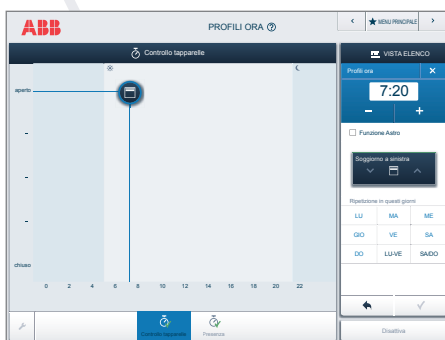 ABB
PROFILI ORA ?
MENU PRINCIPALE
Controllo tapparelle
VISTA ELENCO
aperto
chiuso
0 2 4 6 8 10 12 14 16 18 20 22
Profili ora
7:20
- +
Funzione Astro
Soggiorno a sinistra
Ripetizione in questi giorni
LU MA ME
GIO VE SA
DO LU-VE SA/DO
Controllo tapparelle
Presenza
Disattiva